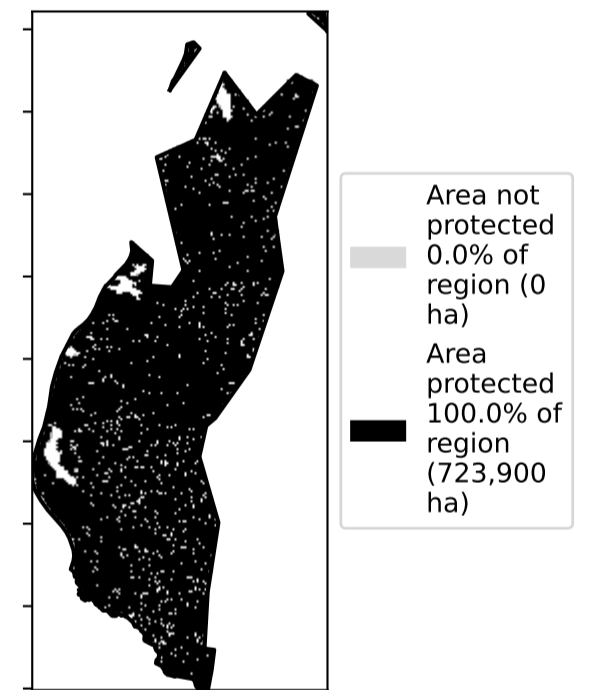 Area not
protected
0.0% of
region (0
ha)
Area
protected
100.0% of
region
(723,900
ha)